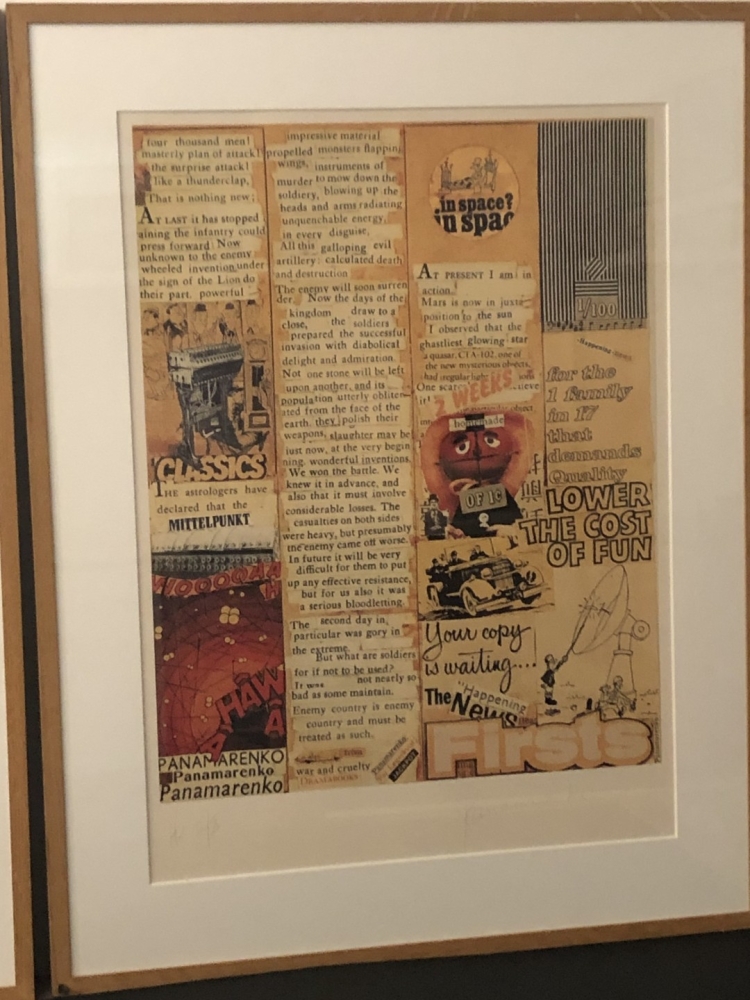 four thousand men!
masterly plan of attack!
the surprise attack!
like a thunderclap,
That is nothing new;
AT LAST it has stopped
aining the infantry could
press forward. Now
unknown to the enemy
wheeled invention under
the sign of the Lion do
their part. powerful
CLASSICS
THE astrologers have
declared that the
MITTELPUNKT
HOOOQAA
HAW
PANAMARENKO
Panamarenko
Panamarenko
impressive material
propelled monsters flapping
wings, instruments of
murder to mow down the
soldiery, blowing up the
heads and arms radiating
unquenchable energy,
in every disguise,
All this galloping evil
artillery: calculated death
and destruction
The enemy will soon surren
der. Now the days of the
kingdom draw to a
close, the soldiers
prepared the successful
invasion with diabolical
delight and admiration.
Not one stone will be left
upon another, and its
population utterly obliter-
ated from the face of the
earth. they polish their
weapons, slaughter may be
just now, at the very begin
ning. wonderful inventions.
We won the battle. We
knew it in advance, and
also that it must involve
considerable losses. The
casualties on both sides
were heavy, but presumably
the enemy came off worse.
In future it will be very
difficult for them to put
up any effective resistance,
but for us also it was
a serious bloodletting.
The second day in
particular was gory in
the extreme.
But what are soldiers
for if not to be used?
It was not nearly so
bad as some maintain.
Enemy country is enemy
country and must be
treated as such.
war and cruelty
Panamarenko
JACKPOT
in space?
in spac
AT PRESENT I am in
action.
Mars is now in juxta
position to the sun
I observed that the
ghastliest glowing star
a quasar, CTA-102, one of
the new mysterious objects,
had irregular
One scar
2 WEEKS
object
homemade
OF 1c
Your copy
is waiting...
The "Happening
News
Firsts
1/100
"Happening News
for the
1 family
in 17
that
demands
Quality
LOWER
THE COST
OF FUN